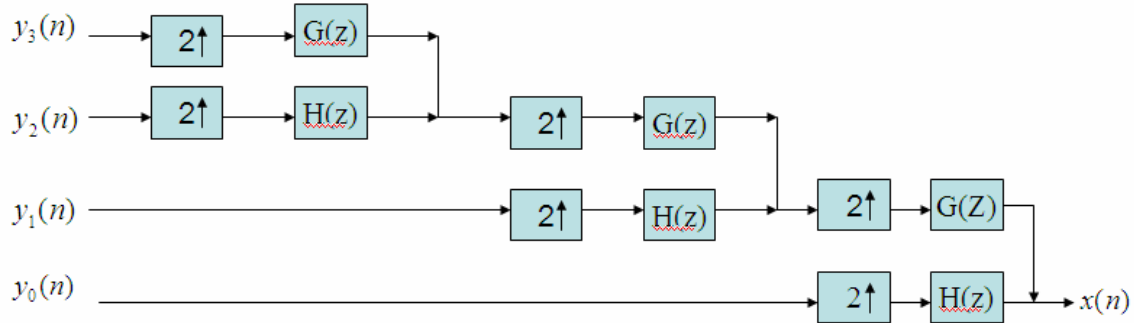 y₃(n) 2↑ G(z)
y₂(n) 2↑ H(z) 2↑ G(z)
y₁(n) 2↑ H(z) 2↑ G(Z)
y₀(n) 2↑ H(z) x(n)